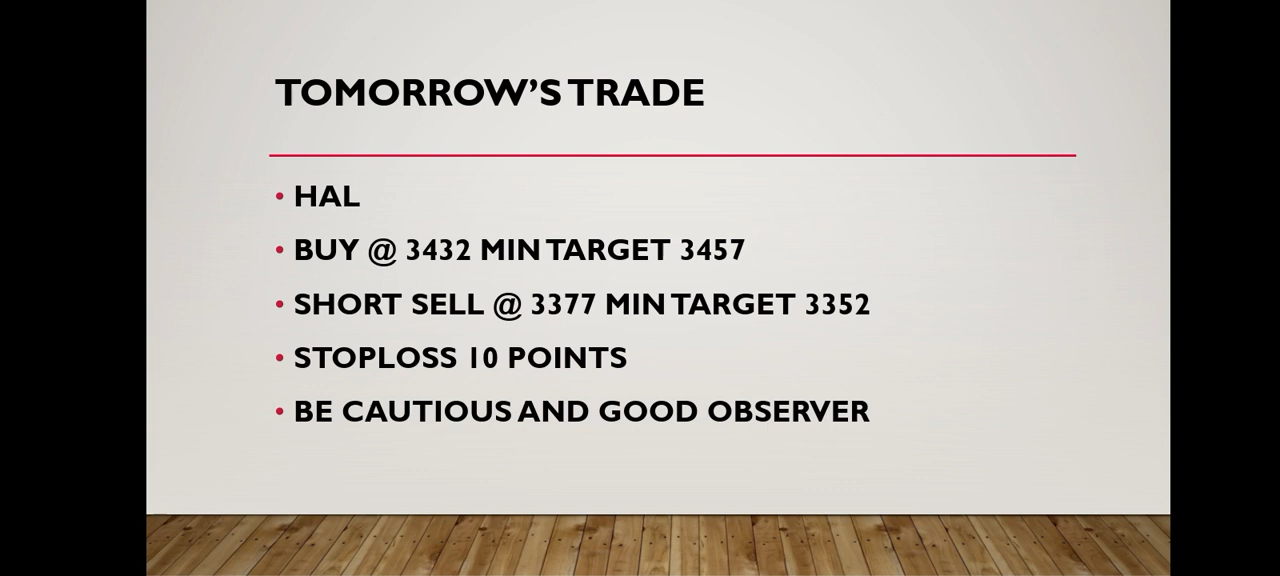 TOMORROW’S TRADE
• HAL
• BUY @ 3432 MIN TARGET 3457
• SHORT SELL @ 3377 MIN TARGET 3352
• STOPLOSS 10 POINTS
• BE CAUTIOUS AND GOOD OBSERVER